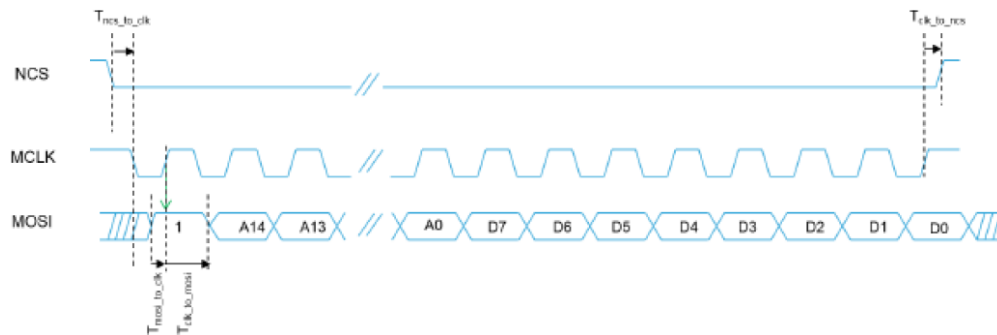 Tncs_to_clk
Tclk_to_ncs
NCS
MCLK
MOSI
1 A14 A13 A0 D7 D6 D5 D4 D3 D2 D1 D0
Tmosi_to_clk
Tclk_to_mosi